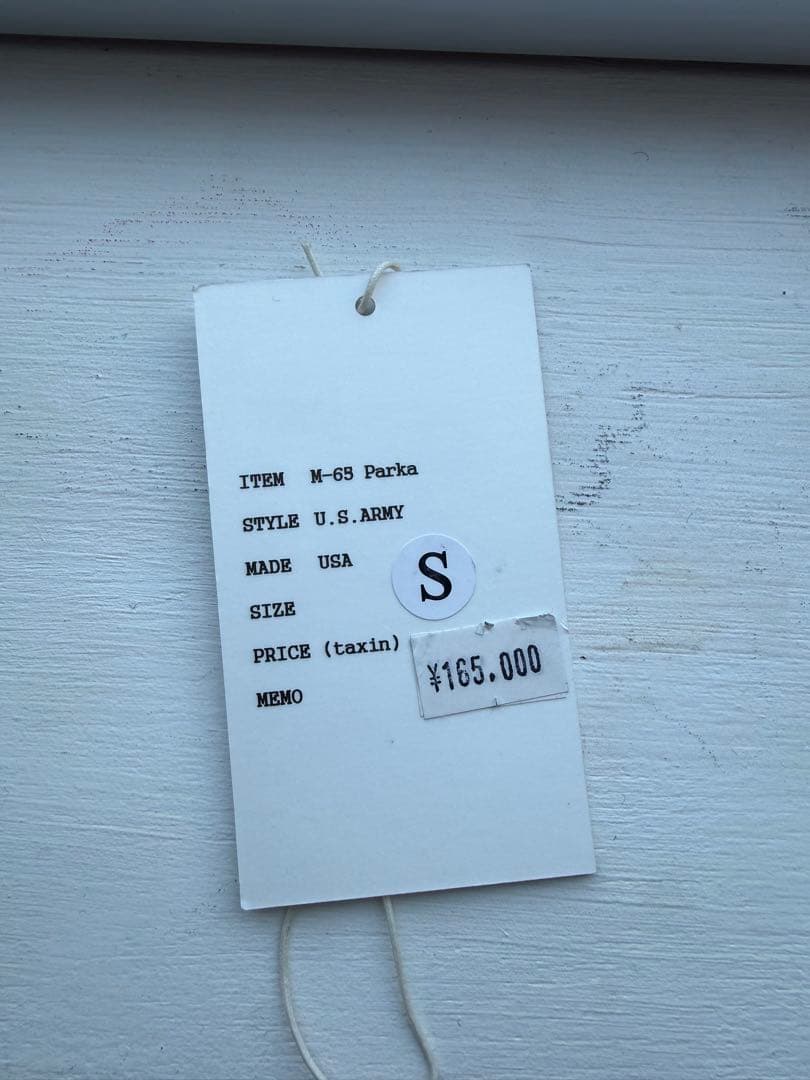 ITEM M-65 Parka
STYLE U.S.ARMY
MADE USA
SIZE S
PRICE (taxin) ¥165.000
MEMO